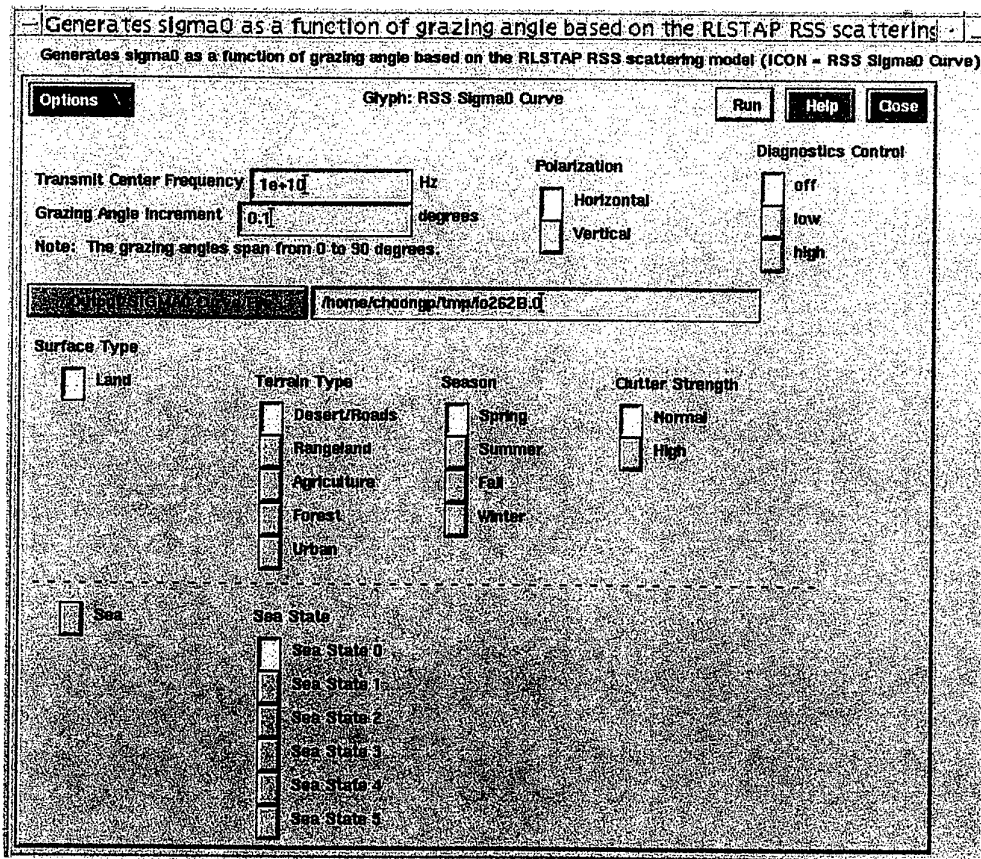 Generates sigma0 as a function of grazing angle based on the RLSTAP RSS scattering
Generates sigma0 as a function of grazing angle based on the RLSTAP RSS scattering model (ICON = RSS Sigma0 Curve)
Options Glyph: RSS Sigma0 Curve Run Help Close
Polarization Diagnostics Control
Transmit Center Frequency 1e+10 Hz Horizontal off
Grazing Angle Increment 0.1 degrees Vertical low
Note: The grazing angles span from 0 to 90 degrees. high
Output SIGMA0 Curve File /home/choongp/tmp/io262B.0
Surface Type
Land Terrain Type Season Clutter Strength
Desert/Roads Spring Normal
Rangeland Summer High
Agriculture Fall
Forest Winter
Urban
Sea Sea State
Sea State 0
Sea State 1
Sea State 2
Sea State 3
Sea State 4
Sea State 5